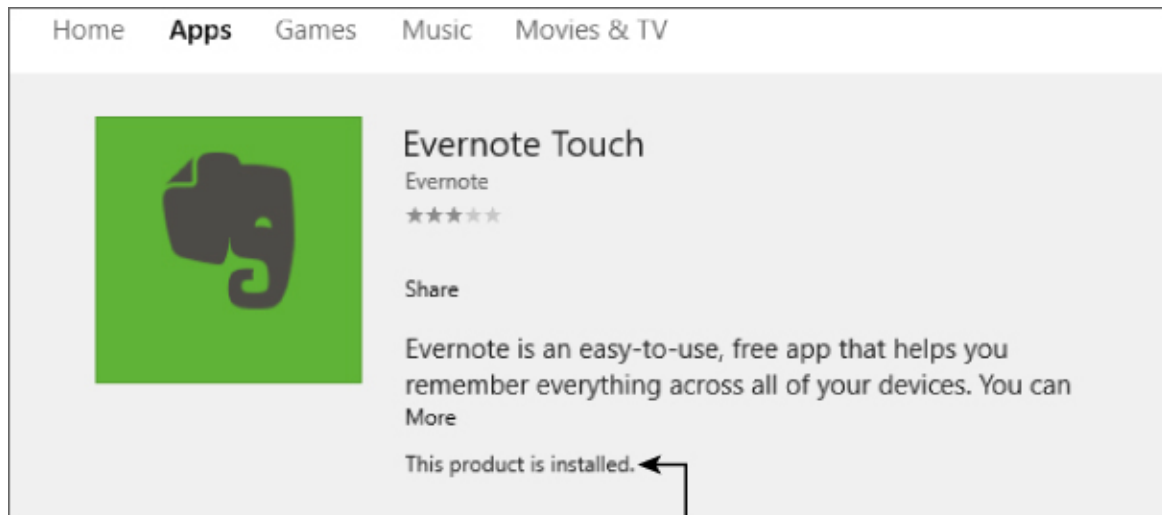 Home Apps Games Music Movies & TV
Evernote Touch
Evernote
Share
Evernote is an easy-to-use, free app that helps you
remember everything across all of your devices. You can
More
This product is installed.